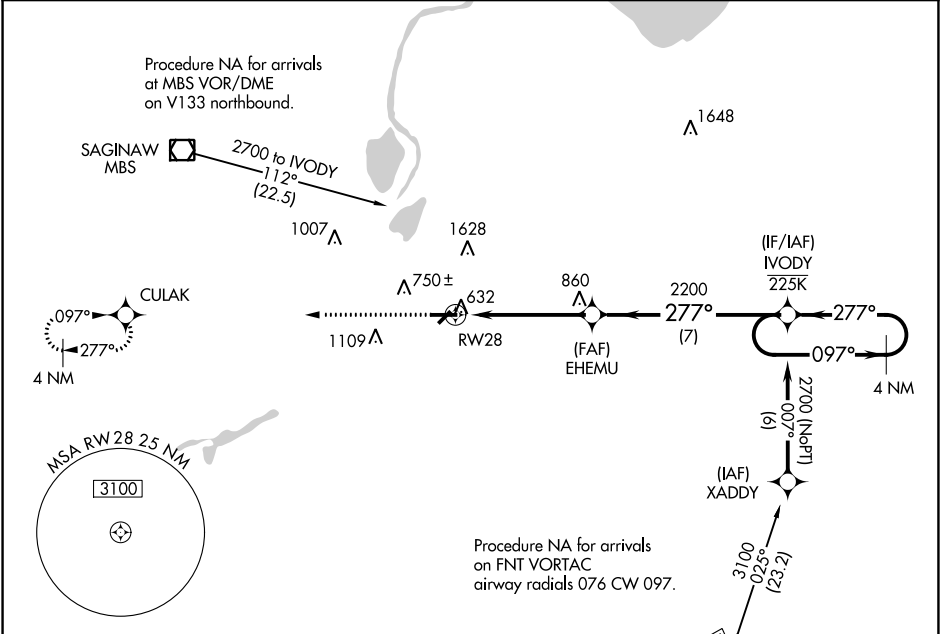 Procedure NA for arrivals
at MBS VOR/DME
on V133 northbound.
1648
SAGINAW
MBS
2700 to IVODY
112°
(22.5)
1007
1628
(IF/IAF)
IVODY
225K
CULAK
750 ±
860
2200
097°
632
277°
277°
1109
RW28
(7)
277°
(FAF)
EHEMU
097°
4 NM
4 NM
2700 (NoPT)
007°
(6)
MSA RW 28 25 NM
3100
(IAF)
XADDY
Procedure NA for arrivals
on FNT VORTAC
airway radials 076 CW 097.
3100
025°
(23.2)